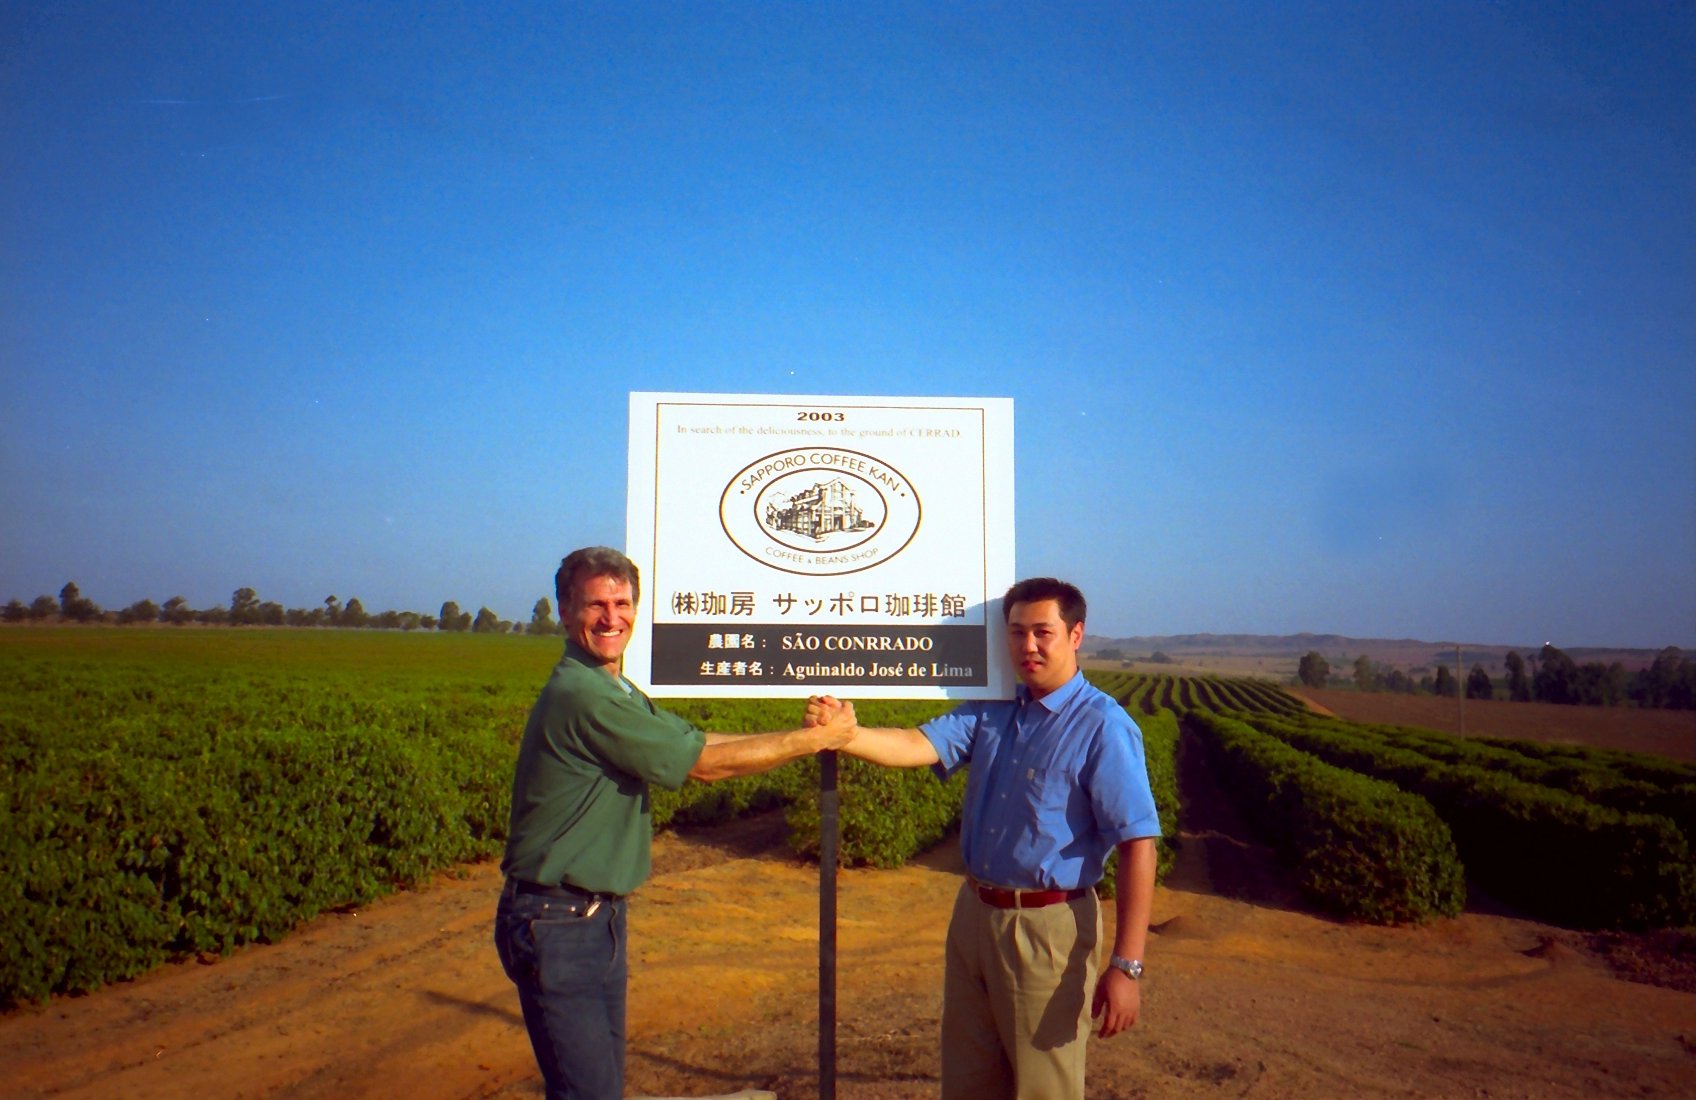 2003
In search of the deliciousness, to the ground of CERRAD
SAPPORO COFFEE KAN
COFFEE & BEANS SHOP
㈱珈房 サッポロ珈琲館
農園名： SÃO CONRRADO
生産者名： Aguinaldo José de Lima